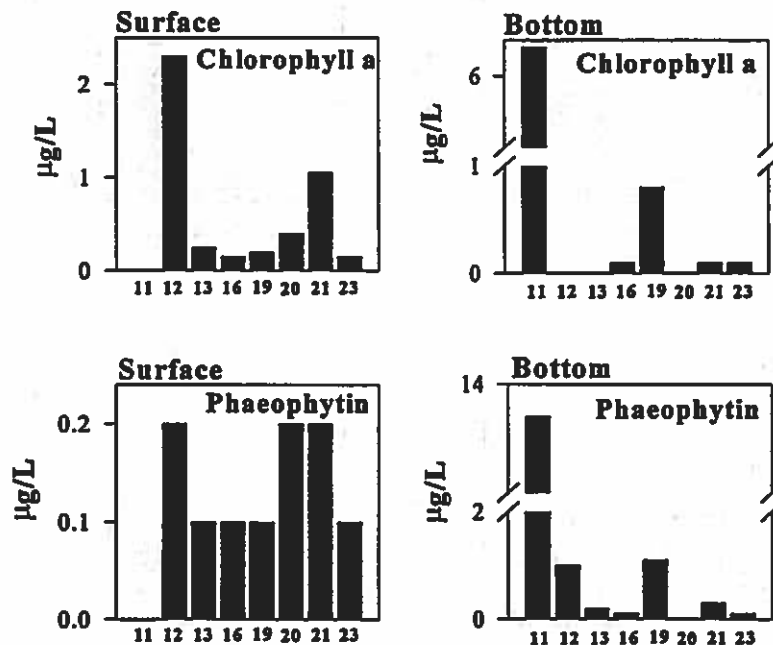 Surface
Chlorophyll a
µg/L
2
1
0
11 12 13 16 19 20 21 23
Bottom
Chlorophyll a
µg/L
6
1
0
11 12 13 16 19 20 21 23
Surface
Phaeophytin
µg/L
0.2
0.1
0.0
11 12 13 16 19 20 21 23
Bottom
Phaeophytin
µg/L
14
2
0
11 12 13 16 19 20 21 23